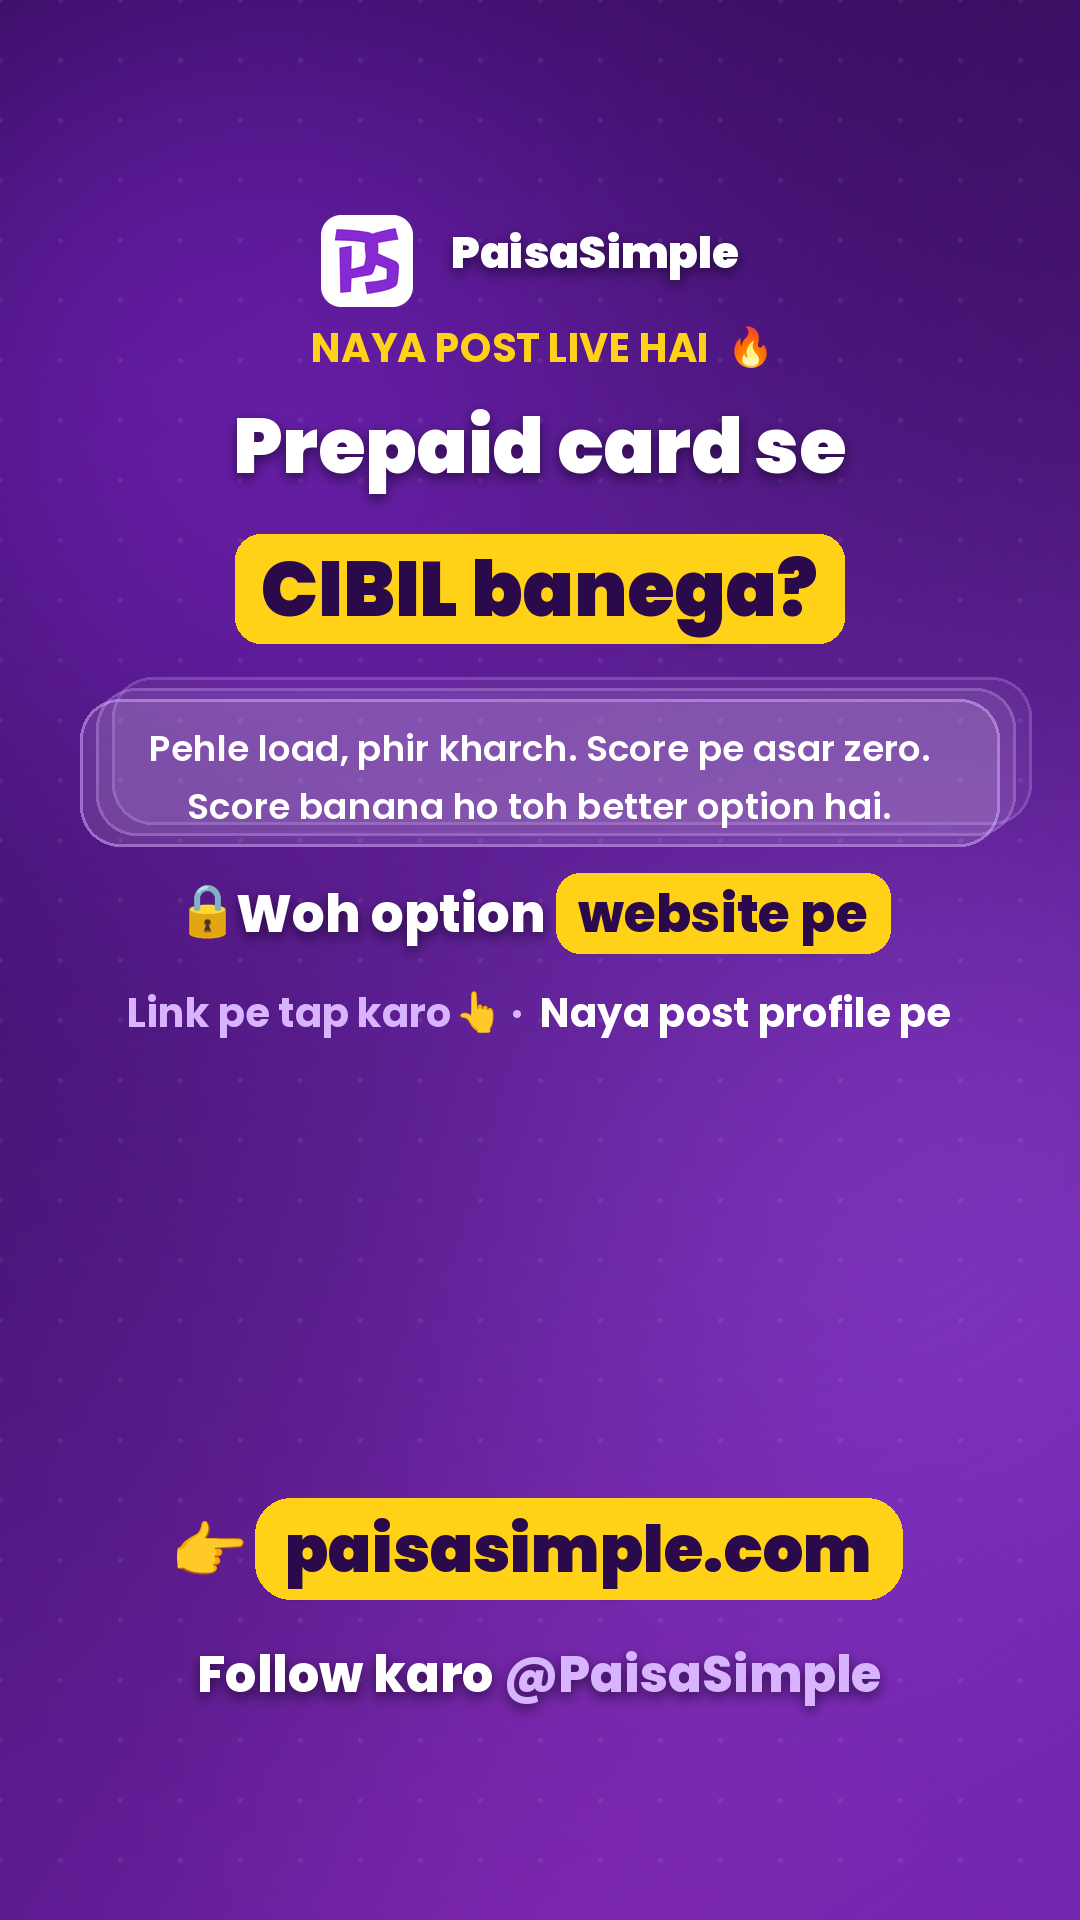 PS PaisaSimple
NAYA POST LIVE HAI 🔥
Prepaid card se
CIBIL banega?
Pehle load, phir kharch. Score pe asar zero.
Score banana ho toh better option hai.
🔒Woh option website pe
Link pe tap karo👆 · Naya post profile pe
👉 paisasimple.com
Follow karo @PaisaSimple